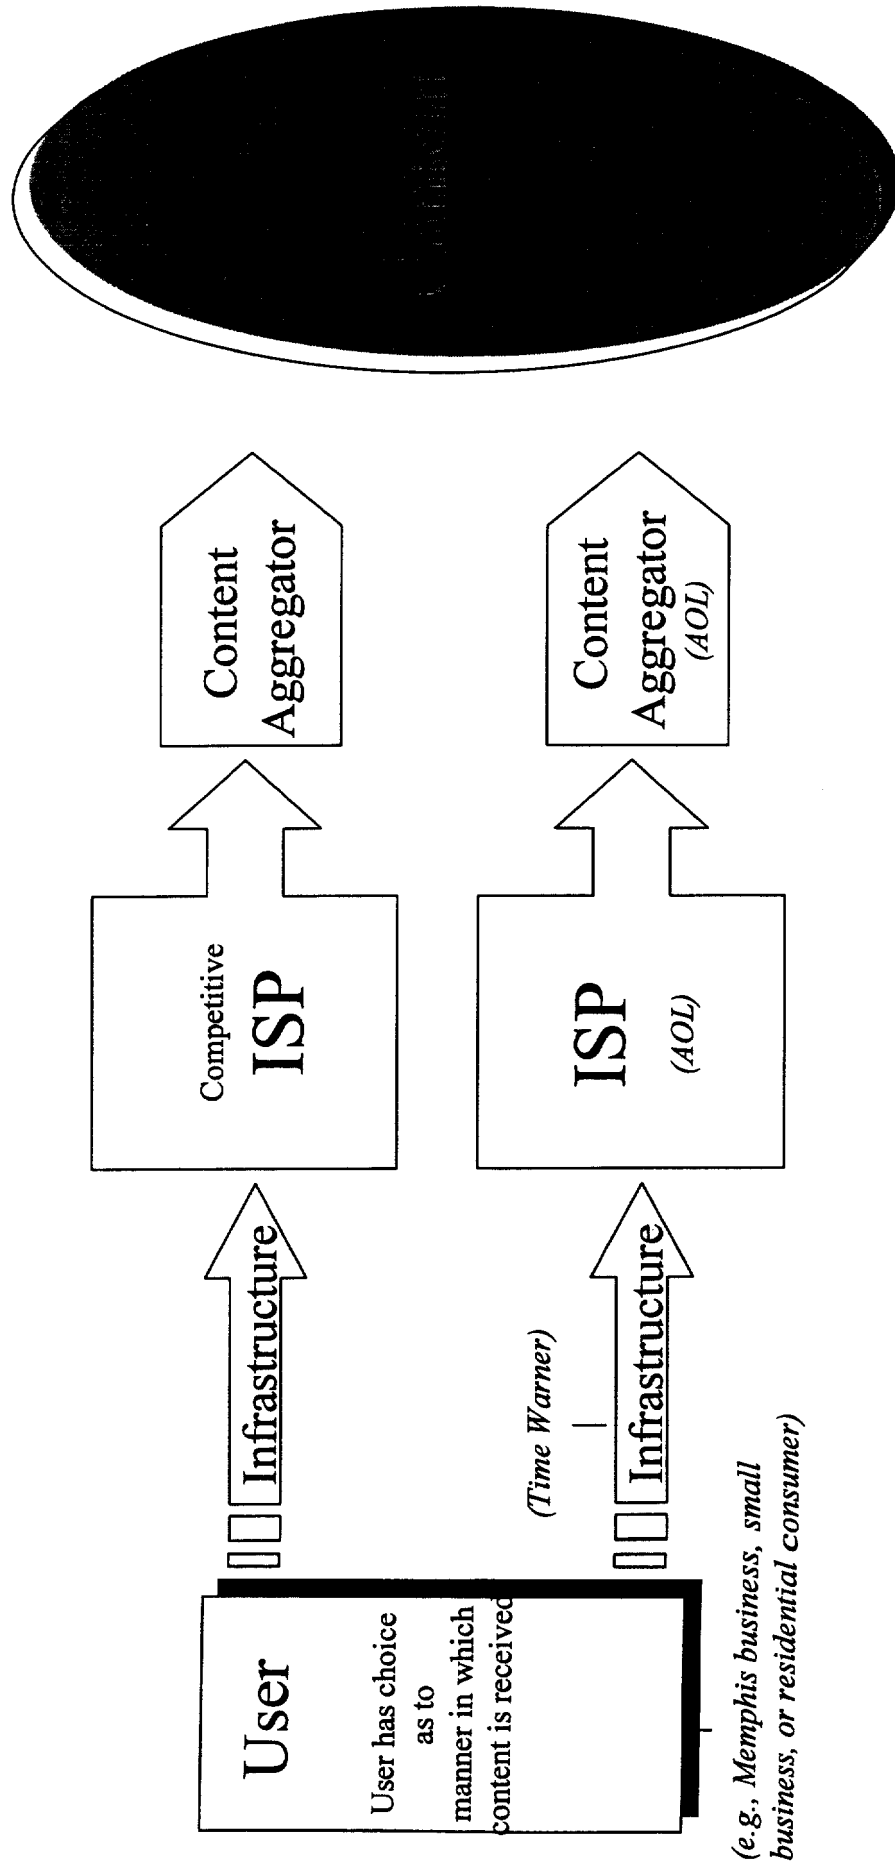 User
User has choice
as to
manner in which
content is received
(e.g., Memphis business, small
business, or residential consumer)
Infrastructure
Competitive
ISP
Content
Aggregator
(Time Warner)
Infrastructure
ISP
(AOL)
Content
Aggregator
(AOL)